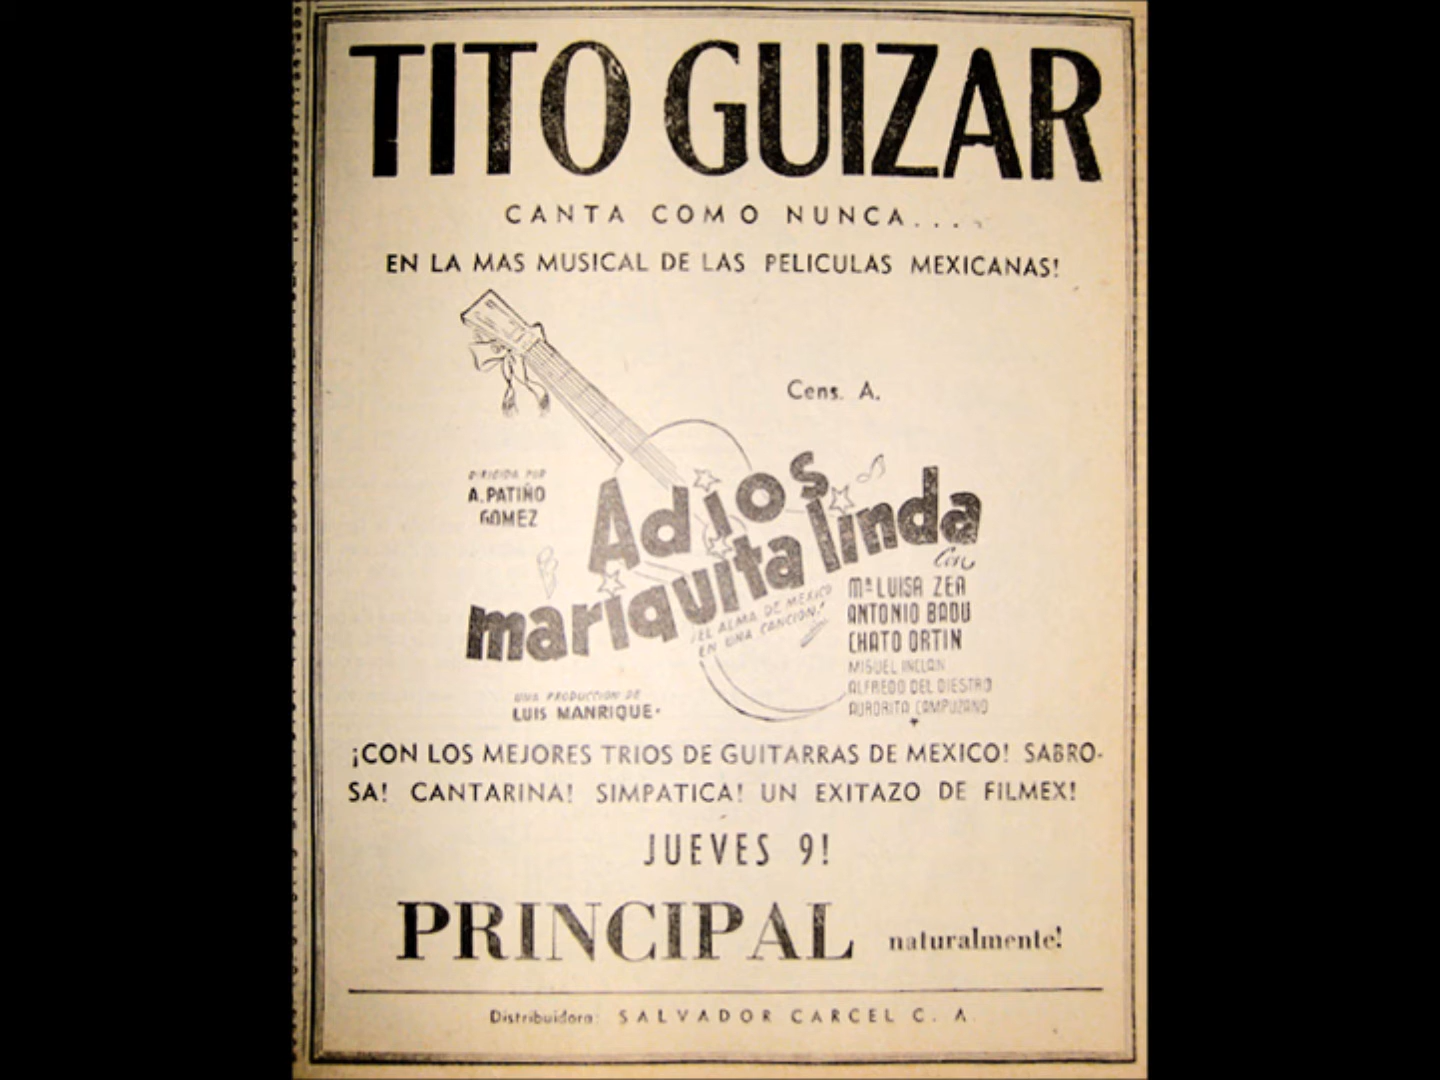 TITO GUIZAR
CANTA COMO NUNCA....
EN LA MAS MUSICAL DE LAS PELICULAS MEXICANAS!
Cens. A.
DIRIGIDA POR
A. PATIÑO
GOMEZ
Adios
mariquita linda
¡EL ALMA DE MEXICO
EN UNA CANCION!
con
Mª LUISA ZEA
ANTONIO BADU
CHATO ORTIN
MIGUEL INCLAN
ALFREDO DEL DIESTRO
AURORITA CAMPUZANO
UNA PRODUCCION DE
LUIS MANRIQUE
¡CON LOS MEJORES TRIOS DE GUITARRAS DE MEXICO! SABRO-
SA! CANTARINA! SIMPATICA! UN EXITAZO DE FILMEX!
JUEVES 9!
PRINCIPAL naturalmente!
Distribuidora: SALVADOR CARCEL C. A.